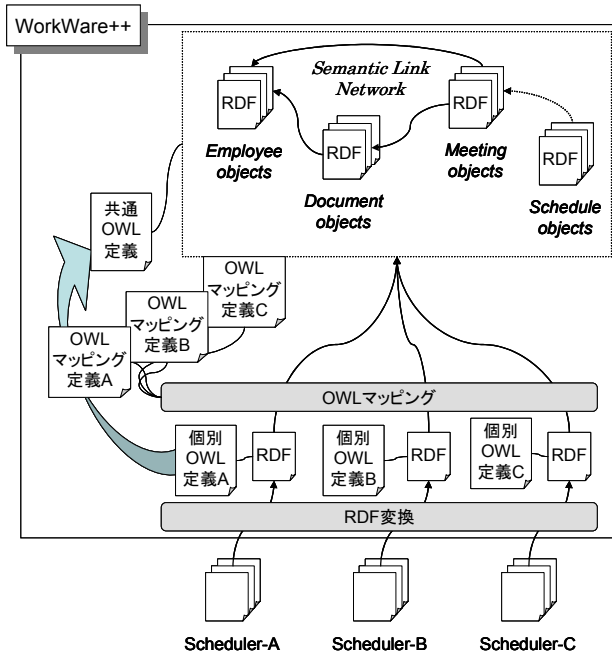 WorkWare++
Semantic Link
Network
RDF
Employee
objects
RDF
Document
objects
RDF
Meeting
objects
RDF
Schedule
objects
共通
OWL
定義
OWL
マッピング
定義C
OWL
マッピング
定義B
OWL
マッピング
定義A
OWLマッピング
個別
OWL
定義A
RDF
個別
OWL
定義B
RDF
個別
OWL
定義C
RDF
RDF変換
Scheduler-A
Scheduler-B
Scheduler-C